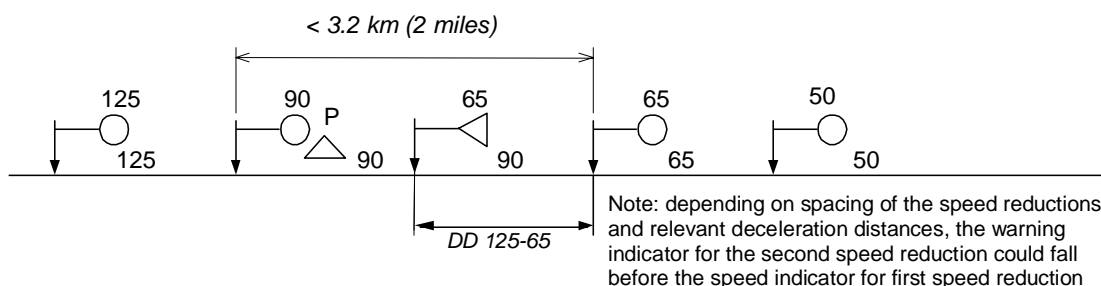 < 3.2 km (2 miles)
125 90 P 65 65 50
125 90 90 65 50
DD 125-65
Note: depending on spacing of the speed reductions
and relevant deceleration distances, the warning
indicator for the second speed reduction could fall
before the speed indicator for first speed reduction